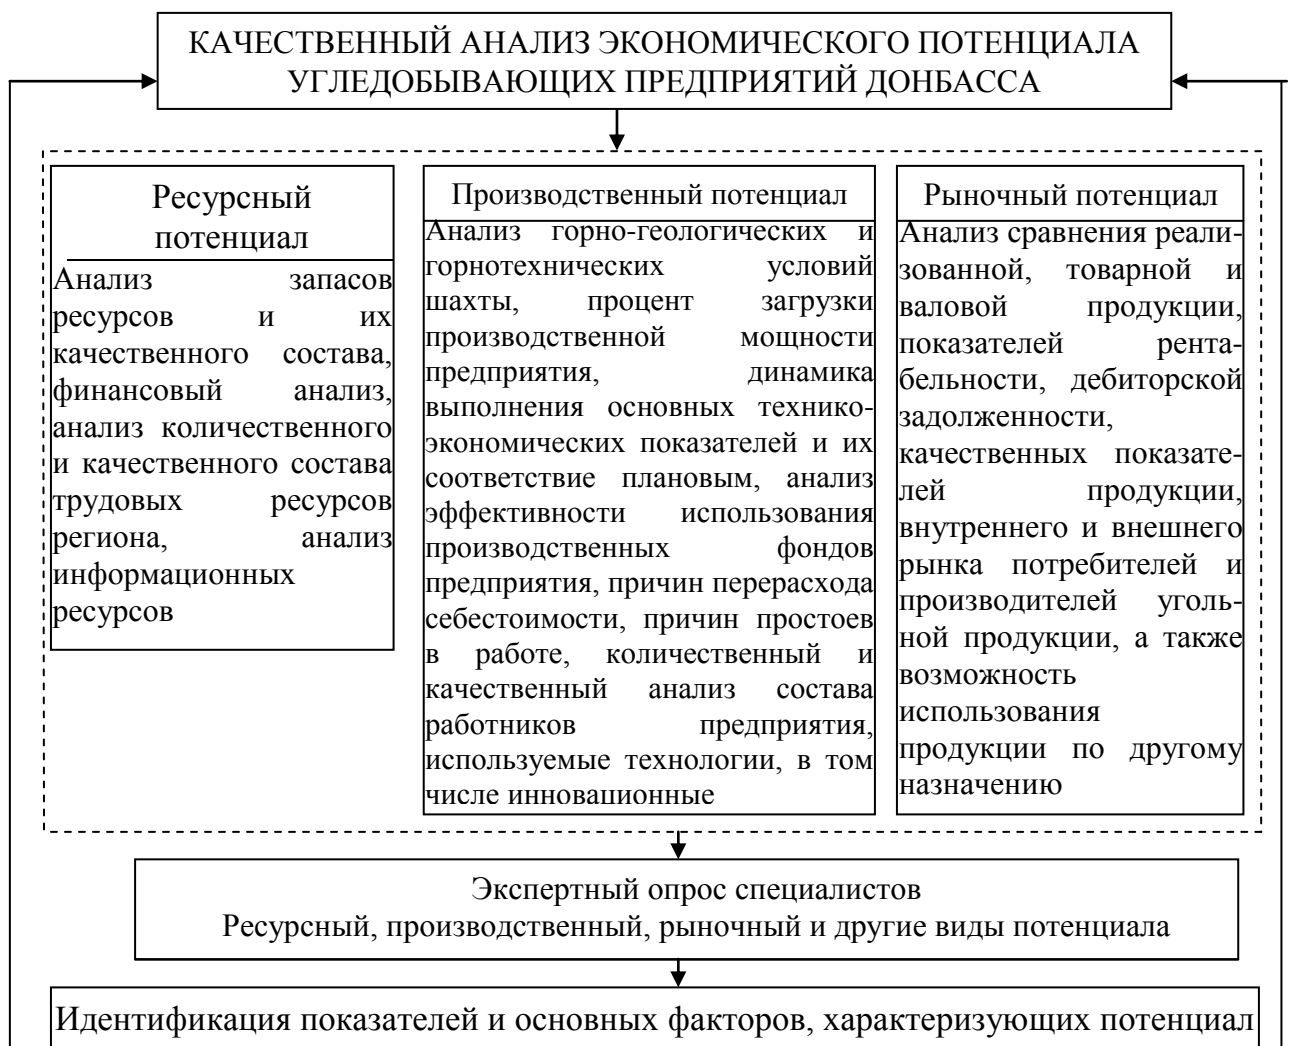 КАЧЕСТВЕННЫЙ АНАЛИЗ ЭКОНОМИЧЕСКОГО ПОТЕНЦИАЛА
УГЛЕДОБЫВАЮЩИХ ПРЕДПРИЯТИЙ ДОНБАССА
Ресурсный
потенциал
Анализ запасов
ресурсов и их
качественного состава,
финансовый анализ,
анализ количественного
и качественного состава
трудовых ресурсов
региона, анализ
информационных
ресурсов
Производственный потенциал
Анализ горно-геологических и
горнотехнических условий
шахты, процент загрузки
производственной мощности
предприятия, динамика
выполнения основных технико-
экономических показателей и их
соответствие плановым, анализ
эффективности использования
производственных фондов
предприятия, причин перерасхода
себестоимости, причин простоев
в работе, количественный и
качественный анализ состава
работников предприятия,
используемые технологии, в том
числе инновационные
Рыночный потенциал
Анализ сравнения реали-
зованной, товарной и
валовой продукции,
показателей рента-
бельности, дебиторской
задолженности,
качественных показате-
лей продукции,
внутреннего и внешнего
рынка потребителей и
производителей уголь-
ной продукции, а также
возможность
использования
продукции по другому
назначению
Экспертный опрос специалистов
Ресурсный, производственный, рыночный и другие виды потенциала
Идентификация показателей и основных факторов, характеризующих потенциал